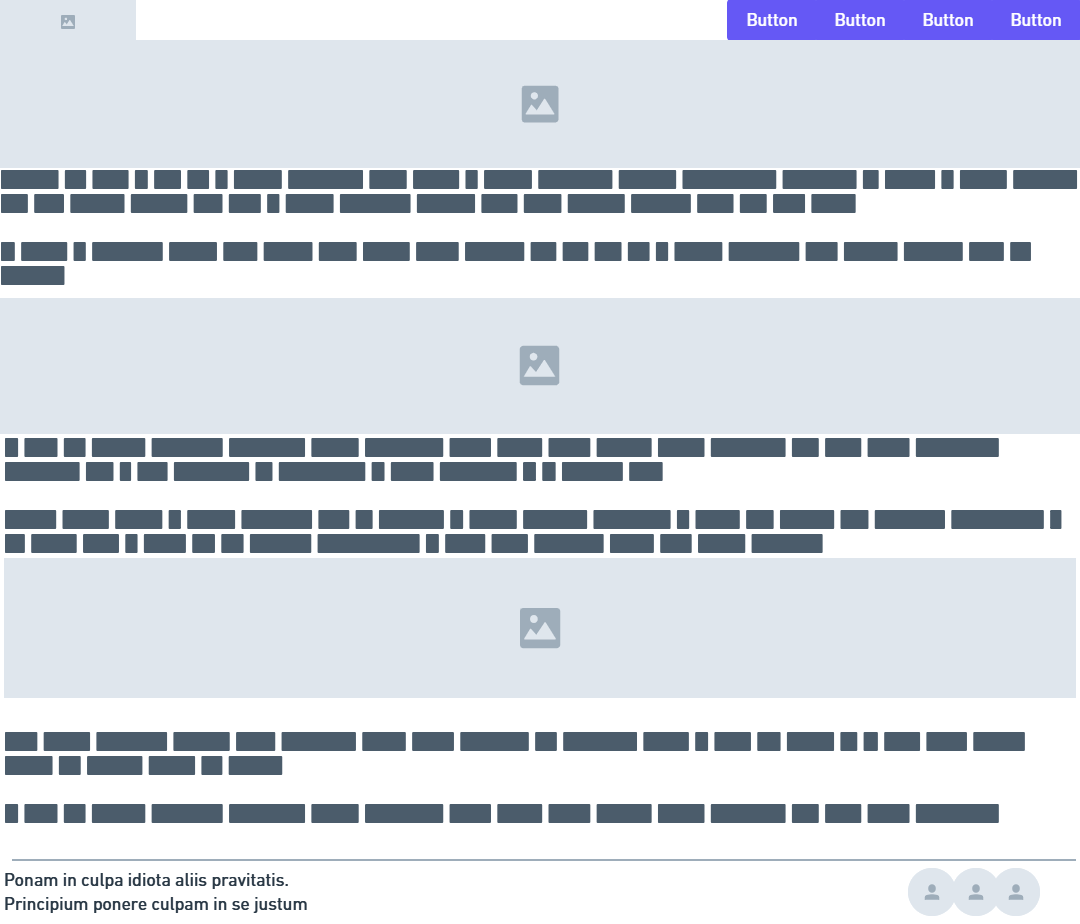 Button Button Button Button
Ponam in culpa idiota aliis pravitatis.
Principium ponere culpam in se justum